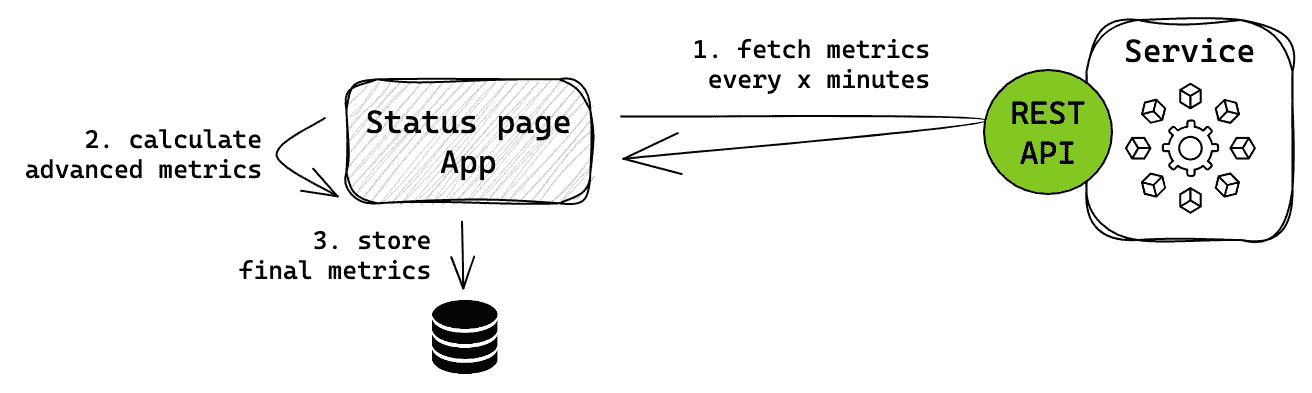 1. fetch metrics
every x minutes
Service
REST
API
Status page
App
2. calculate
advanced metrics
3. store
final metrics